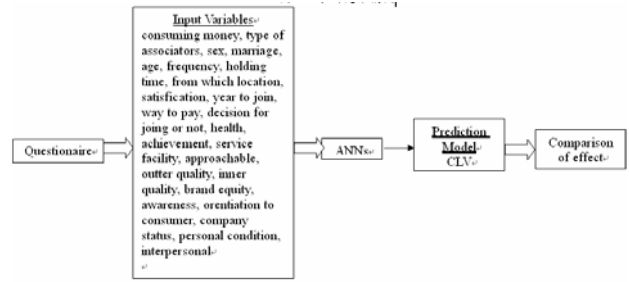 Input Variables
consuming money, type of
associators, sex, marriage,
age, frequency, holding
time, from which location,
satisfication, year to join,
way to pay, decision for
joing or not, health,
achievement, service
facility, approachable,
outter quality, inner
quality, brand equity,
awareness, orentiation to
consumer, company
status, personal condition,
interpersonal
Questionaire
ANNs
Prediction
Model
CLV
Comparison
of effect